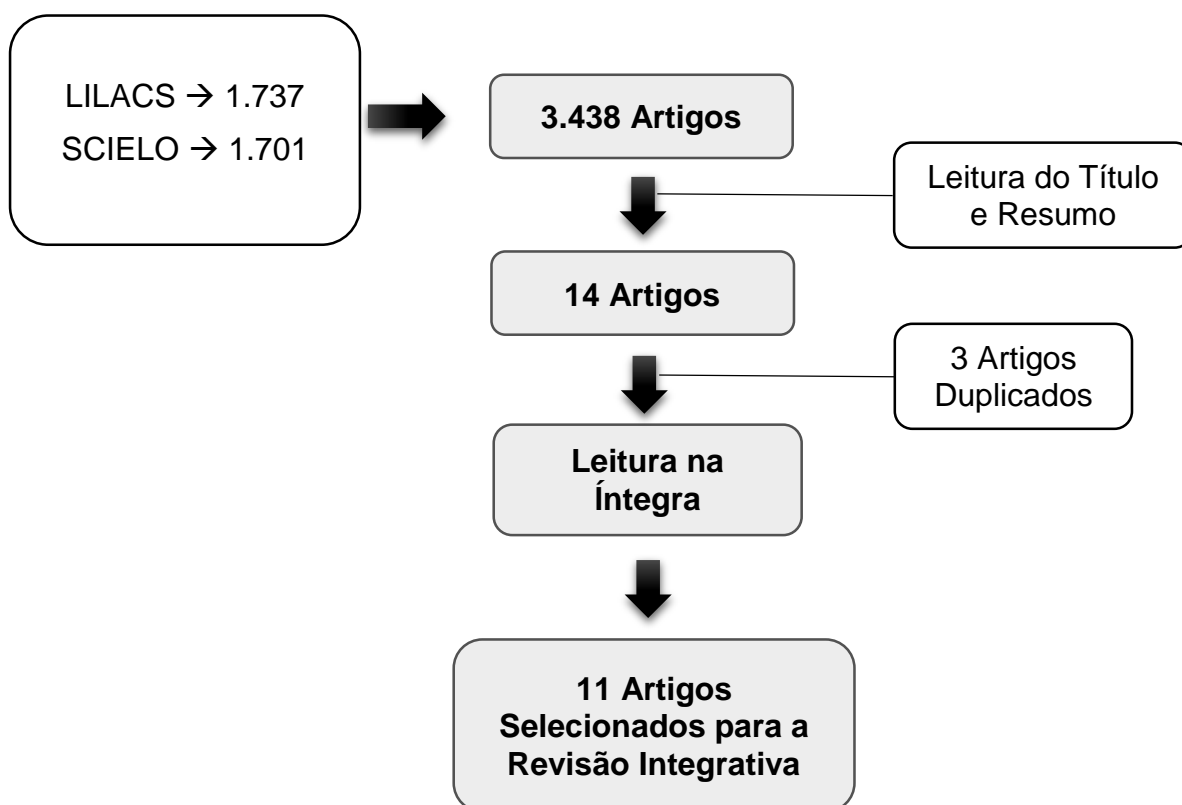 LILACS → 1.737
SCIELO → 1.701
3.438 Artigos
Leitura do Título
e Resumo
14 Artigos
3 Artigos
Duplicados
Leitura na
Íntegra
11 Artigos
Selecionados para a
Revisão Integrativa